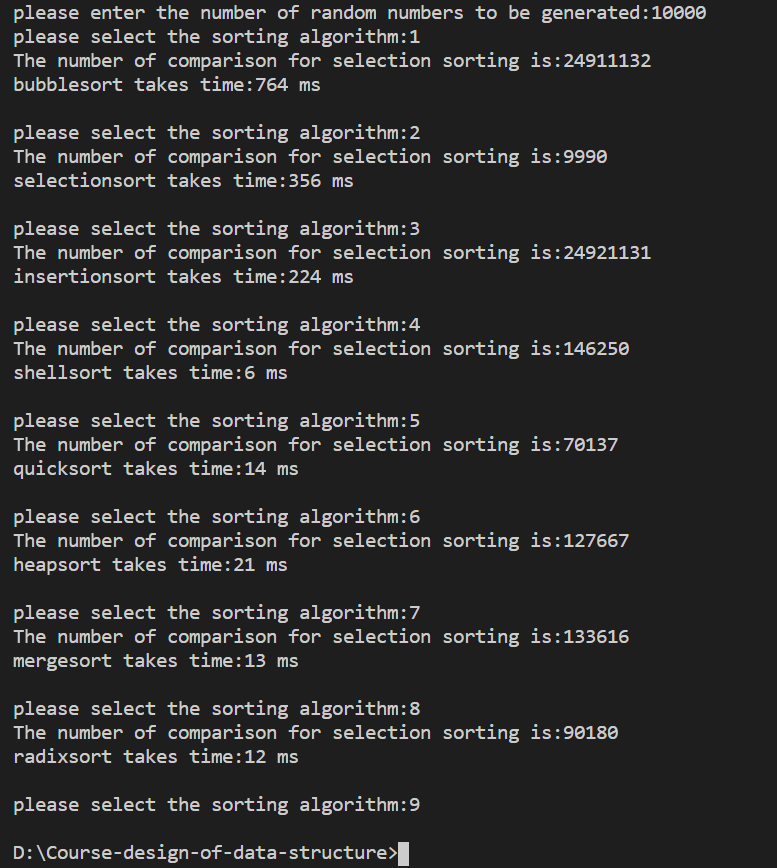 please enter the number of random numbers to be generated:10000
please select the sorting algorithm:1
The number of comparison for selection sorting is:24911132
bubblesort takes time:764 ms
please select the sorting algorithm:2
The number of comparison for selection sorting is:9990
selectionsort takes time:356 ms
please select the sorting algorithm:3
The number of comparison for selection sorting is:24921131
insertionsort takes time:224 ms
please select the sorting algorithm:4
The number of comparison for selection sorting is:146250
shellsort takes time:6 ms
please select the sorting algorithm:5
The number of comparison for selection sorting is:70137
quicksort takes time:14 ms
please select the sorting algorithm:6
The number of comparison for selection sorting is:127667
heapsort takes time:21 ms
please select the sorting algorithm:7
The number of comparison for selection sorting is:133616
mergesort takes time:13 ms
please select the sorting algorithm:8
The number of comparison for selection sorting is:90180
radixsort takes time:12 ms
please select the sorting algorithm:9
D:\Course-design-of-data-structure>